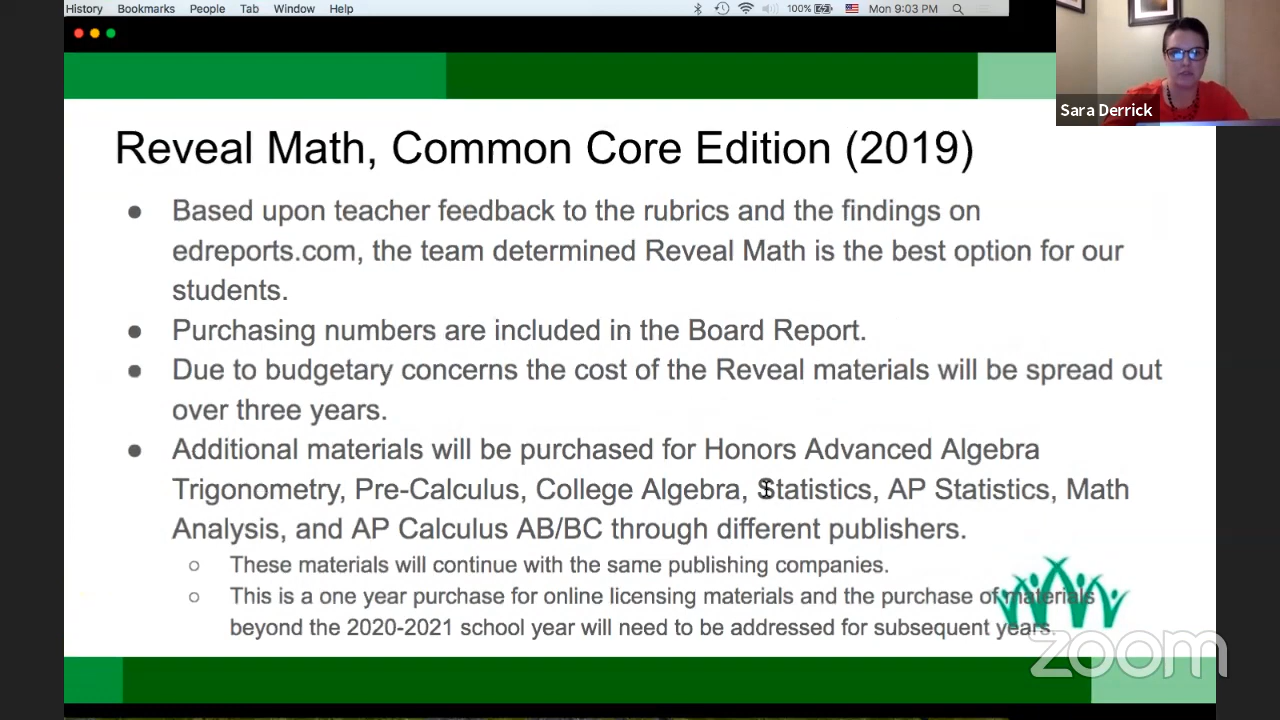 History Bookmarks People Tab Window Help 100% Mon 9:03 PM
Sara Derrick
Reveal Math, Common Core Edition (2019)
● Based upon teacher feedback to the rubrics and the findings on
edreports.com, the team determined Reveal Math is the best option for our
students.
● Purchasing numbers are included in the Board Report.
● Due to budgetary concerns the cost of the Reveal materials will be spread out
over three years.
● Additional materials will be purchased for Honors Advanced Algebra
Trigonometry, Pre-Calculus, College Algebra, Statistics, AP Statistics, Math
Analysis, and AP Calculus AB/BC through different publishers.
○ These materials will continue with the same publishing companies.
○ This is a one year purchase for online licensing materials and the purchase of materials
beyond the 2020-2021 school year will need to be addressed for subsequent years.
zoom